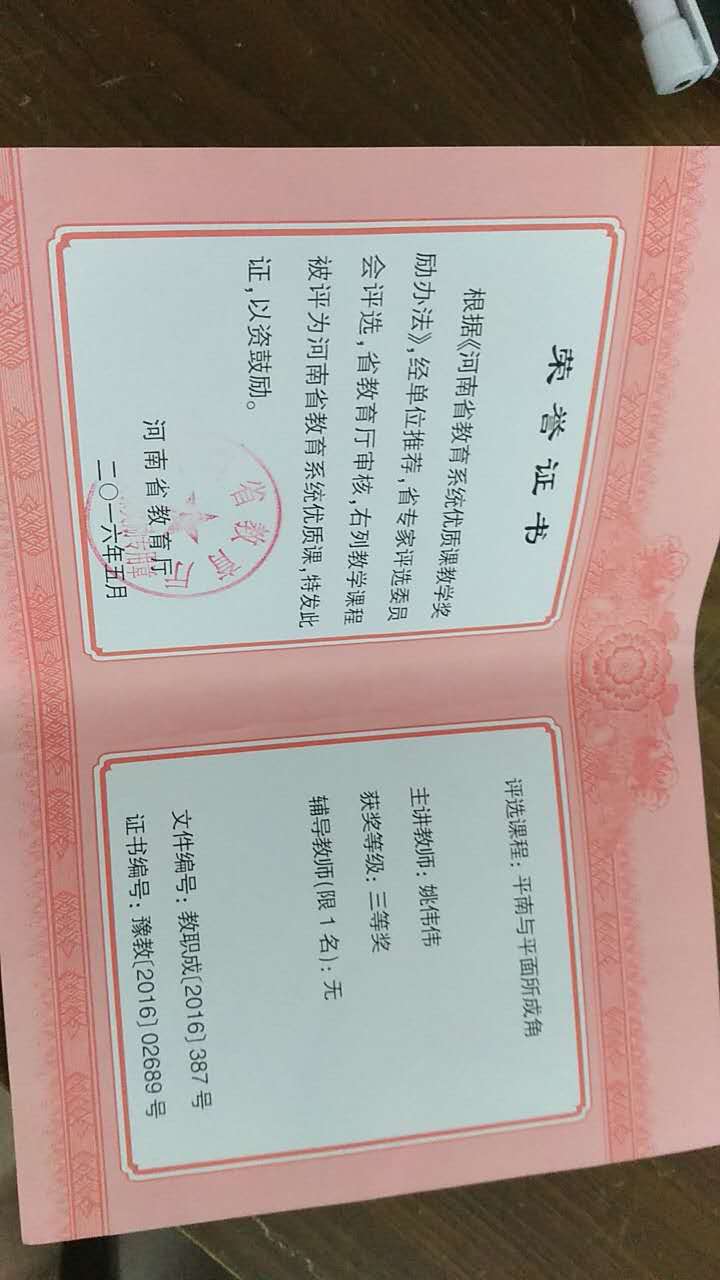 荣誉证书
根据《河南省教育系统优质课教学奖
励办法》,经单位推荐,省专家评选委员
会评选,省教育厅审核,右列教学课程
被评为河南省教育系统优质课,特发此
证,以资鼓励。
河南省教育厅
二〇一六年五月
省教育厅
评选课程:平南与平面所成角
主讲教师:姚伟伟
获奖等级:三等奖
辅导教师(限1名):无
文件编号:教职成[2016]387号
证书编号:豫教[2016]02689号